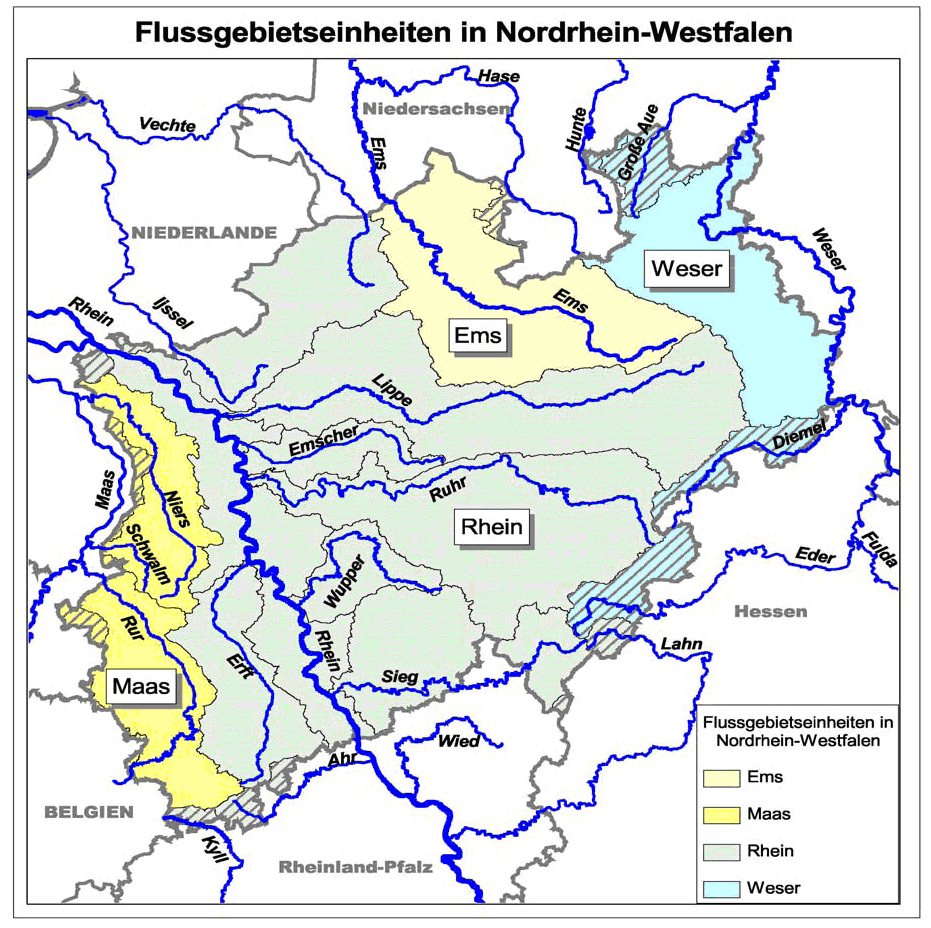 Flussgebietseinheiten in Nordrhein-Westfalen
Hase
Niedersachsen
Vechte
Ems
Hunte
Große Aue
NIEDERLANDE
Weser
Weser
Rhein
Ijssel
Ems
Ems
Lippe
Emscher
Diemel
Maas
Niers
Ruhr
Rhein
Schwalm
Wupper
Eder
Fulda
Hessen
Rur
Rhein
Lahn
Erft
Sieg
Maas
Wied
Ahr
BELGIEN
Kyll
Rheinland-Pfalz
Flussgebietseinheiten in
Nordrhein-Westfalen
Ems
Maas
Rhein
Weser